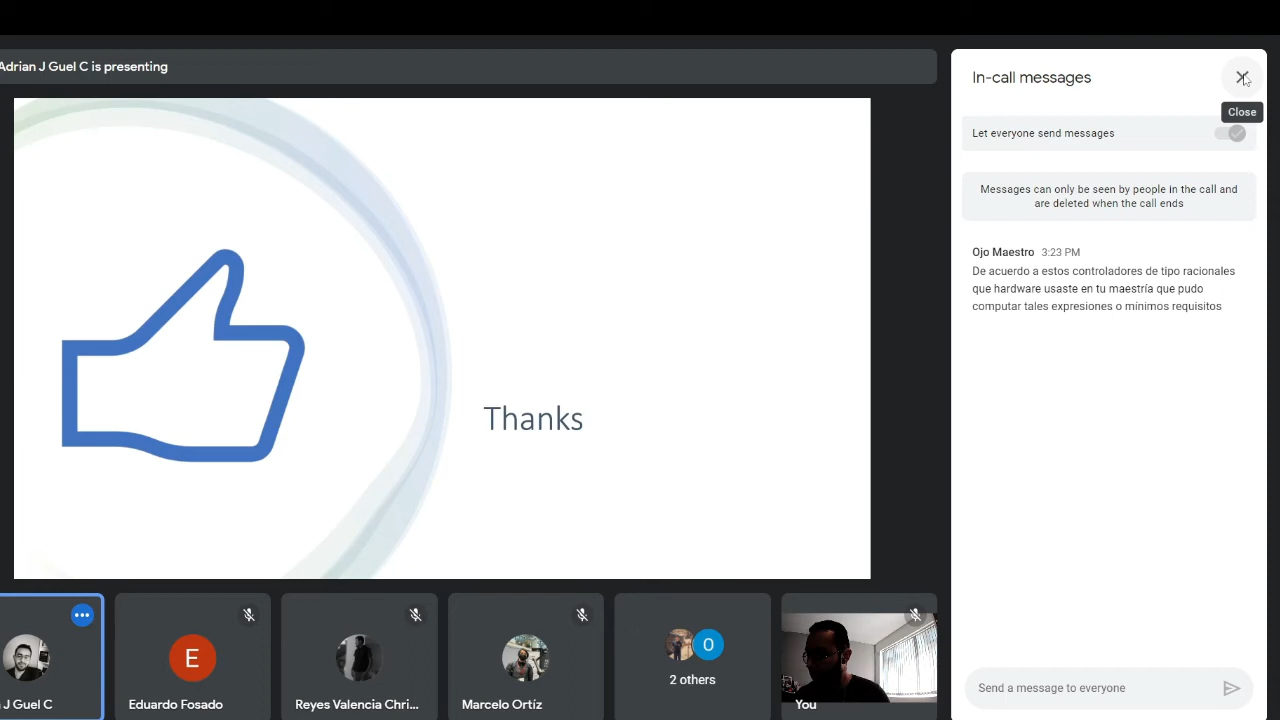 Adrian J Guel C is presenting
Thanks
In-call messages
Close
Let everyone send messages
Messages can only be seen by people in the call and
are deleted when the call ends
Ojo Maestro 3:23 PM
De acuerdo a estos controladores de tipo racionales
que hardware usaste en tu maestría que pudo
computar tales expresiones o mínimos requisitos
J Guel C
E
Eduardo Fosado
Reyes Valencia Chri...
Marcelo Ortíz
O
2 others
You
Send a message to everyone